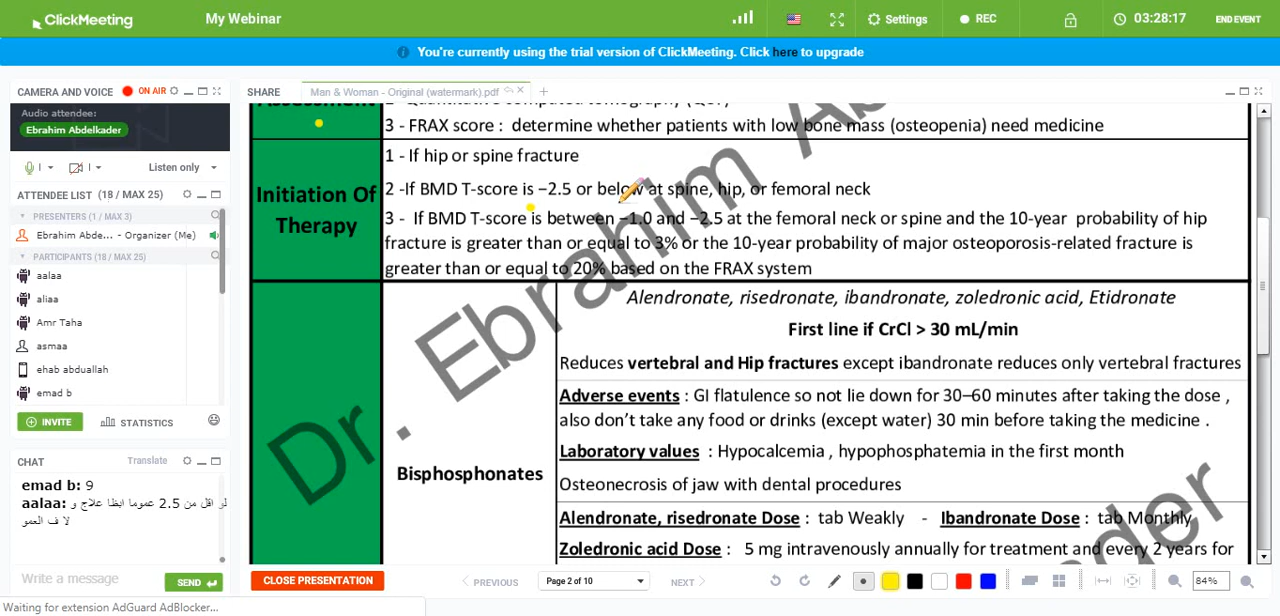 ClickMeeting
My Webinar
Settings
REC
03:28:17
END EVENT
You're currently using the trial version of ClickMeeting. Click here to upgrade
CAMERA AND VOICE
ON AIR
Audio attendee:
Ebrahim Abdelkader
Listen only
ATTENDEE LIST (18 / MAX 25)
PRESENTERS (1 / MAX 3)
Ebrahim Abde... - Organizer (Me)
PARTICIPANTS (18 / MAX 25)
aalaa
aliaa
Amr Taha
asmaa
ehab abduallah
emad b
INVITE
STATISTICS
CHAT
Translate
emad b: 9
aalaa: لو اقل من 2.5 عموما ابظا علاج و
لا ف العمو
Write a message
SEND
Waiting for extension AdGuard AdBlocker...
SHARE
Man & Woman - Original (watermark).pdf
Assessment
2 - Quantitative computed tomography (QCT)
3 - FRAX score : determine whether patients with low bone mass (osteopenia) need medicine
Initiation Of
Therapy
1 - If hip or spine fracture
2 -If BMD T-score is −2.5 or below at spine, hip, or femoral neck
3 - If BMD T-score is between −1.0 and −2.5 at the femoral neck or spine and the 10-year probability of hip
fracture is greater than or equal to 3% or the 10-year probability of major osteoporosis-related fracture is
greater than or equal to 20% based on the FRAX system
Bisphosphonates
Alendronate, risedronate, ibandronate, zoledronic acid, Etidronate
First line if CrCl > 30 mL/min
Reduces vertebral and Hip fractures except ibandronate reduces only vertebral fractures
Adverse events : GI flatulence so not lie down for 30–60 minutes after taking the dose ,
also don't take any food or drinks (except water) 30 min before taking the medicine .
Laboratory values : Hypocalcemia , hypophosphatemia in the first month
Osteonecrosis of jaw with dental procedures
Alendronate, risedronate Dose : tab Weekly - Ibandronate Dose : tab Monthly
Zoledronic acid Dose : 5 mg intravenously annually for treatment and every 2 years for
Dr. Ebrahim
CLOSE PRESENTATION
PREVIOUS
Page 2 of 10
NEXT
84%